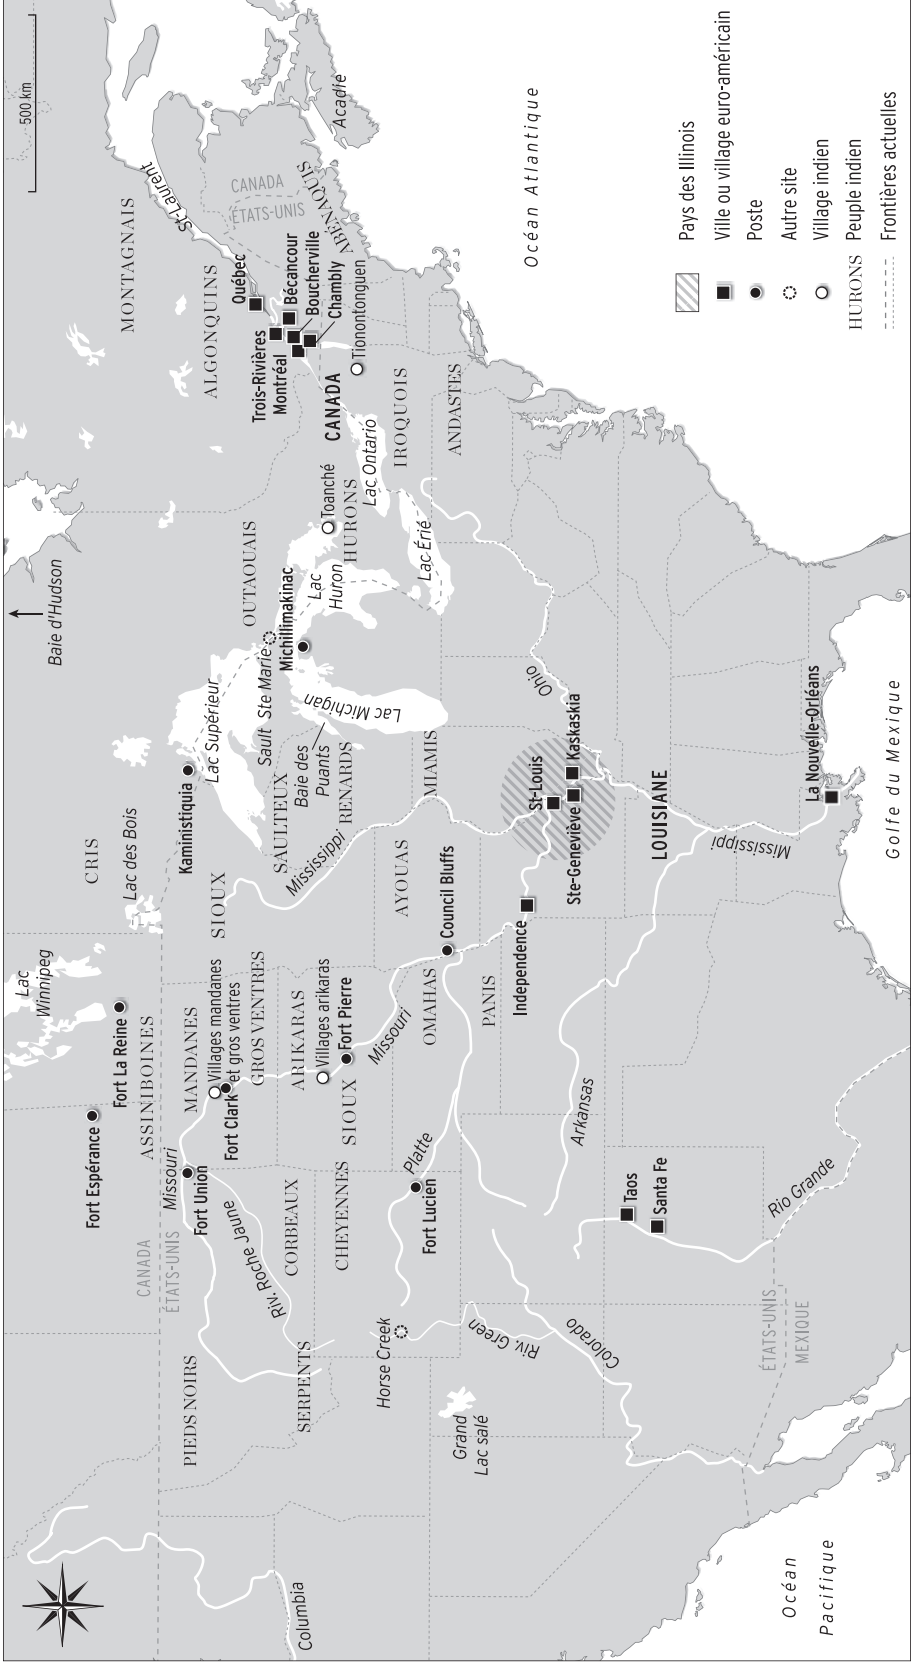 500 km
Baie d'Hudson
MONTAGNAIS
St-Laurent
Acadie
CANADA
ÉTATS-UNIS
ABÉNAQUIS
ALGONQUINS
Québec
Bécancour
Boucherville
Chambly
Trois-Rivières
Montréal
Tionontonguen
CANADA
Océan Atlantique
IROQUOIS
ANDASTES
Lac Ontario
Toanché
HURONS
Lac Érié
OUTAOUAIS
Lac
Huron
Michillimakinac
Sault Ste Marie
Lac Supérieur
Lac Michigan
Baie des
Puants
RENARDS
SAULTEUX
MIAMIS
Kaministiquia
Lac des Bois
CRIS
Lac
Winnipeg
SIOUX
Mississippi
AYOUAS
Ohio
St-Louis
Kaskaskia
Ste-Geneviève
LOUISIANE
Mississippi
La Nouvelle-Orléans
Golfe du Mexique
Council Bluffs
Independence
OMAHAS
PANIS
Missouri
Fort La Reine
Fort Espérance
ASSINIBOINES
MANDANES
Villages mandanes
et gros ventres
Fort Clark
GROS VENTRES
ARIKARAS
Villages arikaras
Fort Pierre
SIOUX
Missouri
Fort Union
CANADA
ÉTATS-UNIS
Riv. Roche Jaune
CORBEAUX
CHEYENNES
Platte
Fort Lucien
Arkansas
Taos
Santa Fe
Rio Grande
ÉTATS-UNIS
MEXIQUE
PIEDS NOIRS
SERPENTS
Horse Creek
Riv. Green
Colorado
Grand
Lac salé
Columbia
Océan
Pacifique
Pays des Illinois
Ville ou village euro-américain
Poste
Autre site
Village indien
HURONS Peuple indien
Frontières actuelles